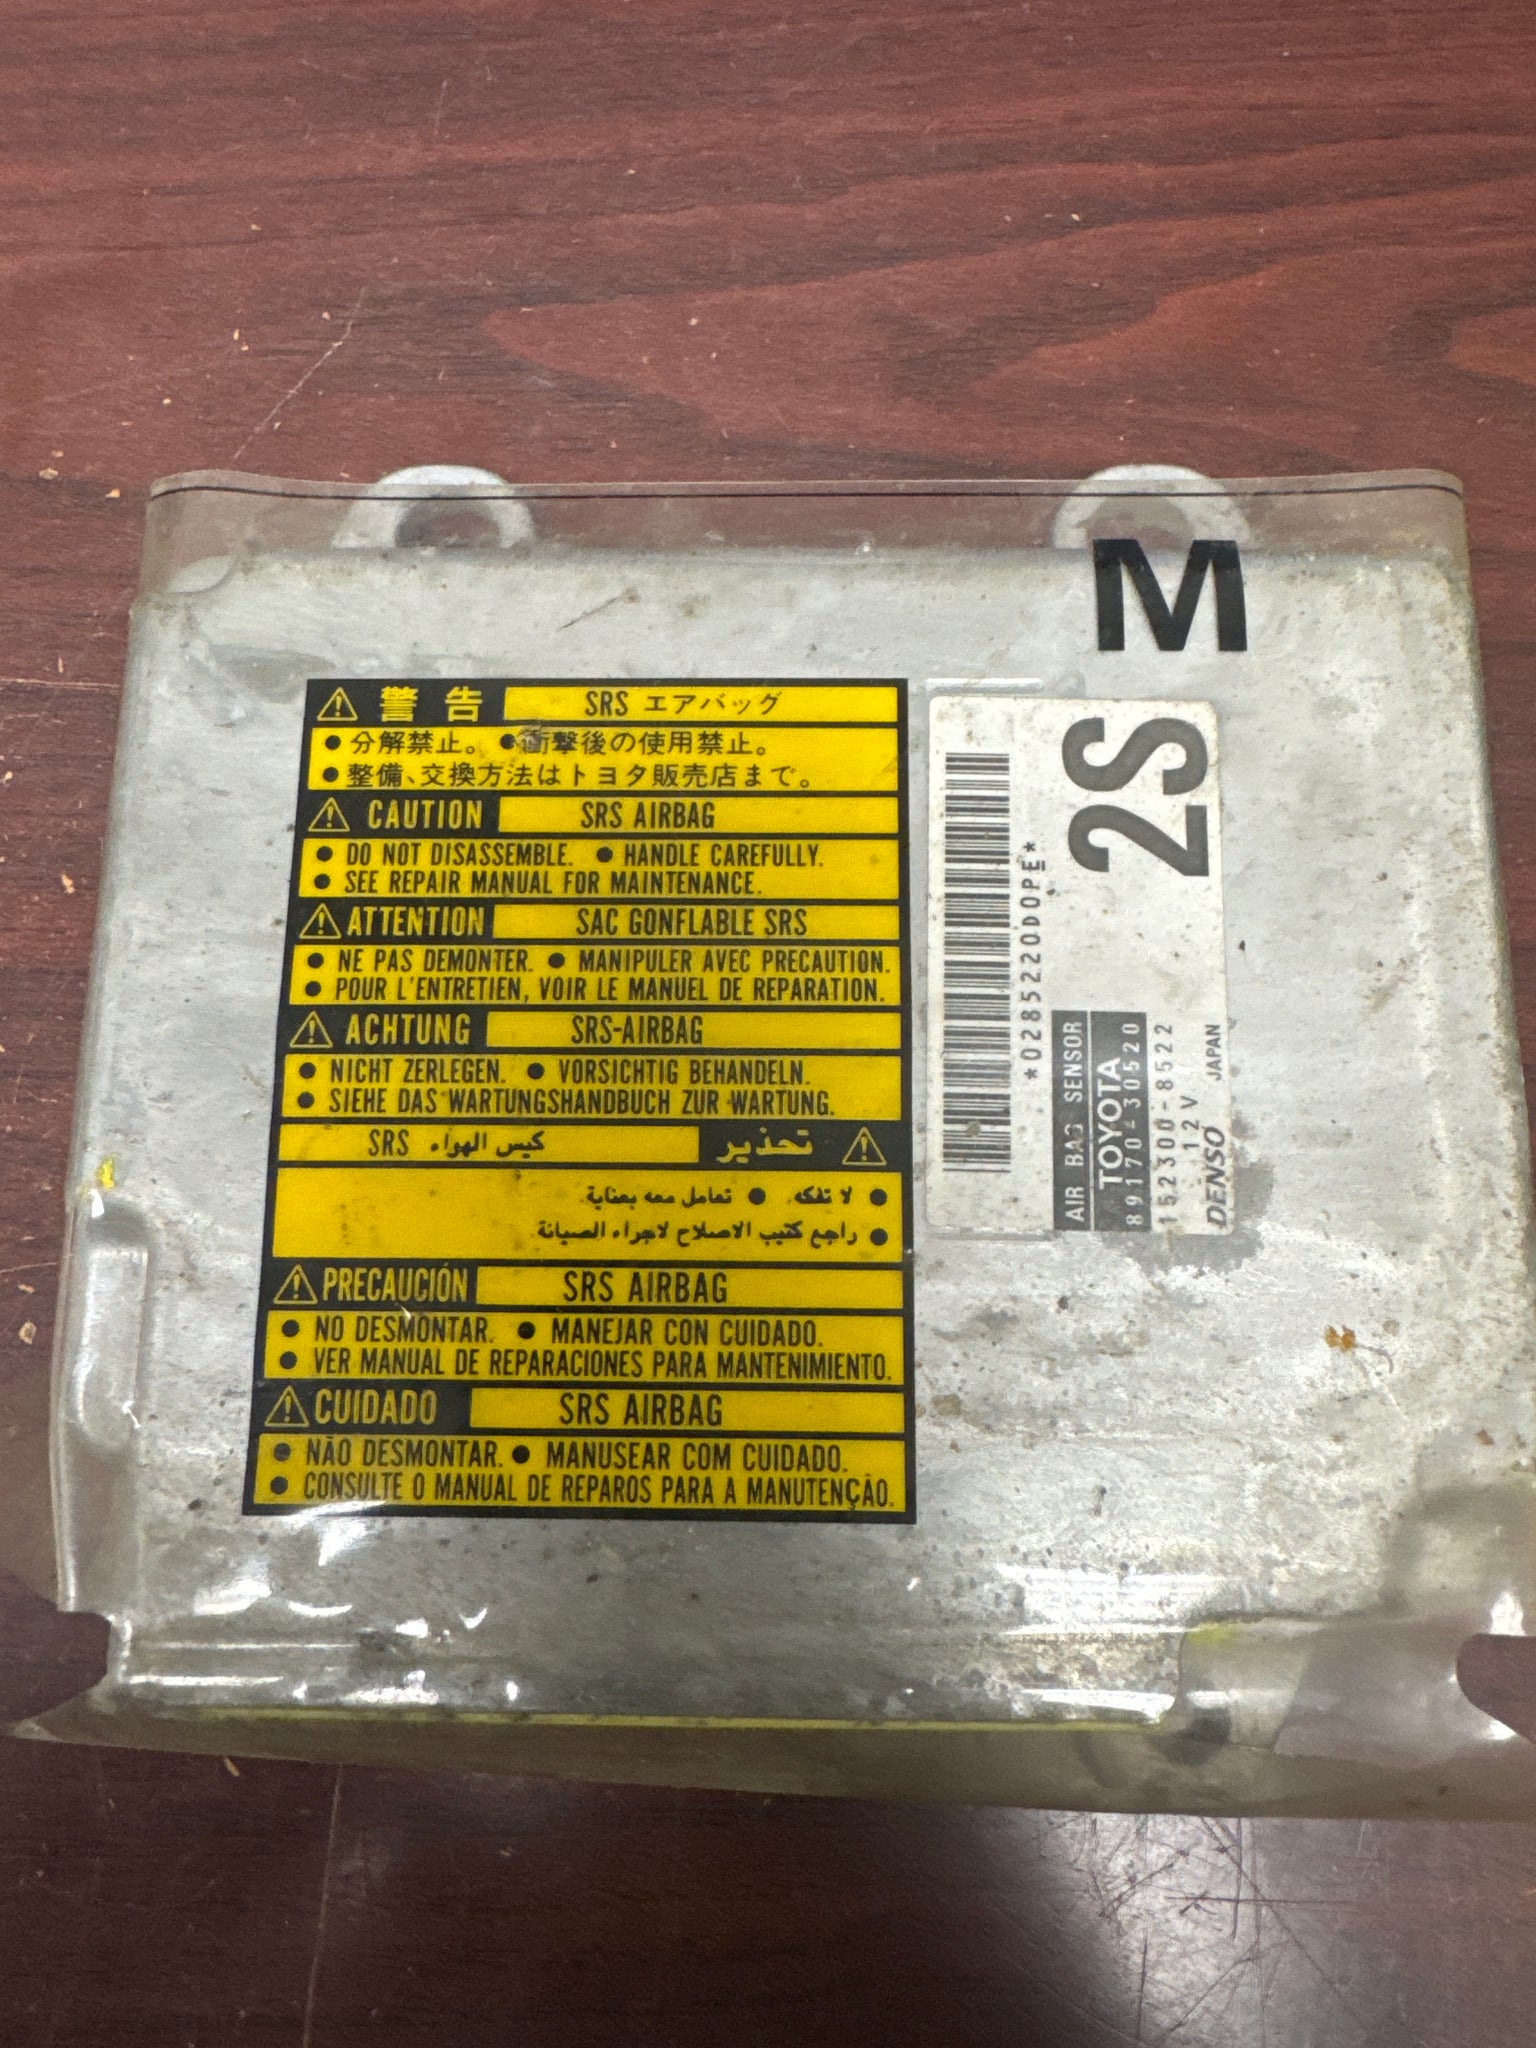 M
警告 SRS エアバッグ
● 分解禁止。 ● 衝撃後の使用禁止。
● 整備、交換方法はトヨタ販売店まで。
CAUTION SRS AIRBAG
● DO NOT DISASSEMBLE. ● HANDLE CAREFULLY.
● SEE REPAIR MANUAL FOR MAINTENANCE.
ATTENTION SAC GONFLABLE SRS
● NE PAS DEMONTER. ● MANIPULER AVEC PRECAUTION.
● POUR L'ENTRETIEN, VOIR LE MANUEL DE REPARATION.
ACHTUNG SRS-AIRBAG
● NICHT ZERLEGEN. ● VORSICHTIG BEHANDELN.
● SIEHE DAS WARTUNGSHANDBUCH ZUR WARTUNG.
تحذير كيس الهواء SRS
● لا تفكه. ● تعامل معه بعناية.
● راجع كتيب الاصلاح لاجراء الصيانة.
PRECAUCIÓN SRS AIRBAG
● NO DESMONTAR. ● MANEJAR CON CUIDADO.
● VER MANUAL DE REPARACIONES PARA MANTENIMIENTO.
CUIDADO SRS AIRBAG
● NÃO DESMONTAR. ● MANUSEAR COM CUIDADO.
● CONSULTE O MANUAL DE REPAROS PARA A MANUTENÇÃO.
*0285220D0PE*
2S
AIR BAG SENSOR
TOYOTA
89170-30520
152300-8522
12V
DENSO JAPAN